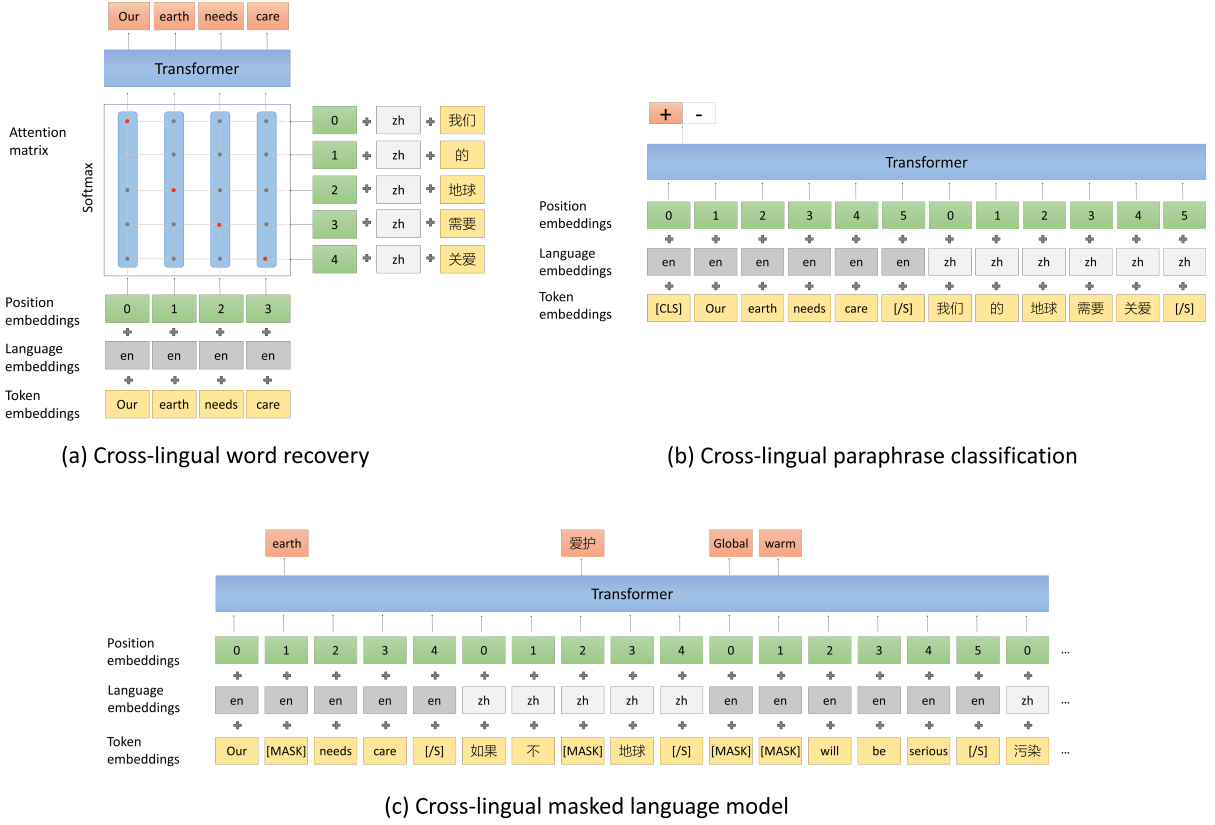 Our earth needs care
Transformer
Attention
matrix
Softmax
0 zh 我们
1 zh 的
2 zh 地球
3 zh 需要
4 zh 关爱
Position
embeddings
0 1 2 3
Language
embeddings
en en en en
Token
embeddings
Our earth needs care
(a) Cross-lingual word recovery
+ -
Transformer
Position
embeddings
0 1 2 3 4 5 0 1 2 3 4 5
Language
embeddings
en en en en en en zh zh zh zh zh zh
Token
embeddings
[CLS] Our earth needs care [/S] 我们 的 地球 需要 关爱 [/S]
(b) Cross-lingual paraphrase classification
earth 爱护 Global warm
Transformer
Position
embeddings
0 1 2 3 4 0 1 2 3 4 0 1 2 3 4 5 0 ...
Language
embeddings
en en en en en zh zh zh zh zh en en en en en en zh ...
Token
embeddings
Our [MASK] needs care [/S] 如果 不 [MASK] 地球 [/S] [MASK] [MASK] will be serious [/S] 污染 ...
(c) Cross-lingual masked language model